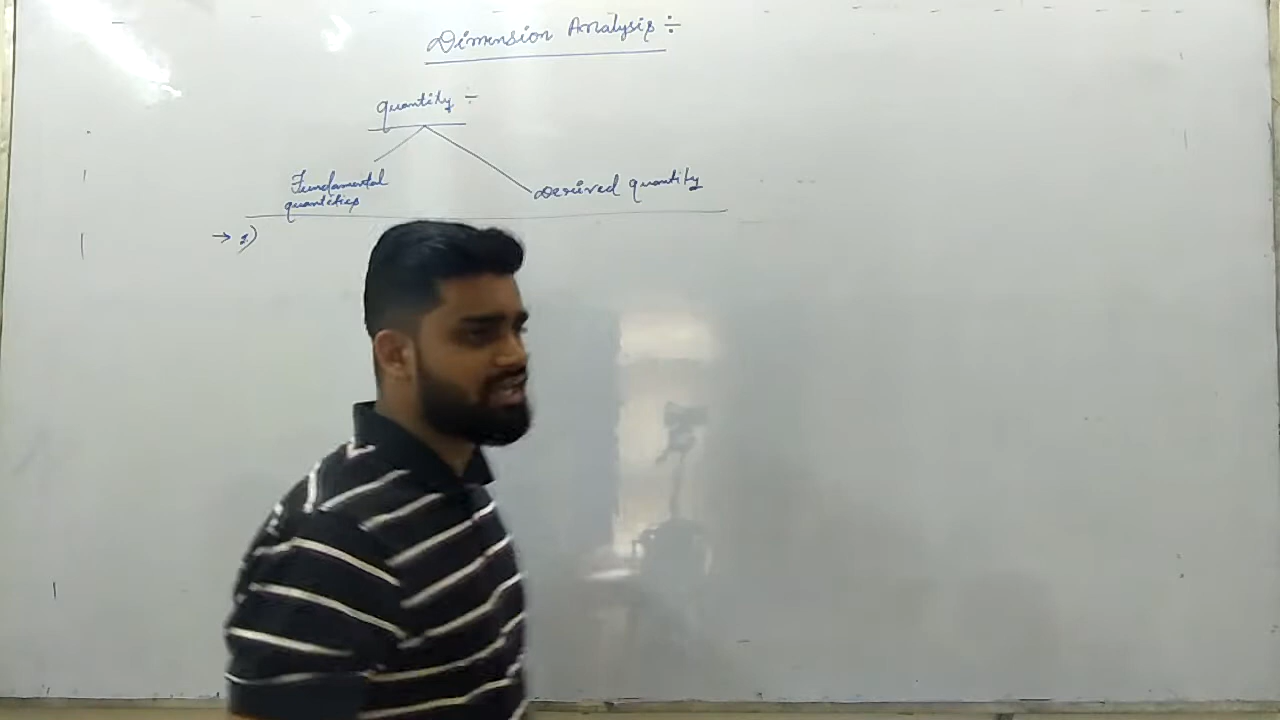 Dimension Analysis ÷
Quantity ÷
Fundamental
quantities
Derived quantity
→ 1)